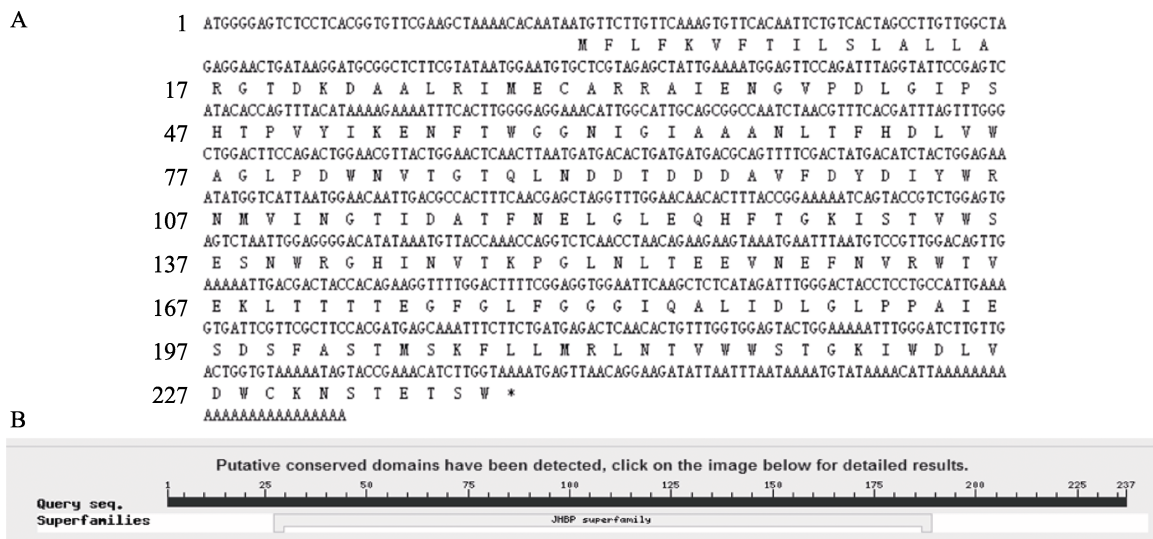 A
1 ATGGGGAGTCTCCTCACGGTGTTCGAAGCTAAAACACAATAATGTTCTTGTTCAAAGTGTTCACAATTCTGTCACTAGCCTTGTTGGCTA
M F L F K V F T I L S L A L L A
GAGGAACTGATAAGGATGCGGCTCTTCGTATAATGGAATGTGCTCGTAGAGCTATTGAAAATGGAGTTCCAGATTTAGGTATTCCGAGTC
17 R G T D K D A A L R I M E C A R R A I E N G V P D L G I P S
ATACACCAGTTTACATAAAAGAAAATTTCACTTGGGGAGGAAACATTGGCATTGCAGCGGCCAATCTAACGTTTCACGATTTAGTTTGGG
47 H T P V Y I K E N F T W G G N I G I A A A N L T F H D L V W
CTGGACTTCCAGACTGGAACGTTACTGGAACTCAACTTAATGATGACACTGATGATGACGCAGTTTTCGACTATGACATCTACTGGAGAA
77 A G L P D W N V T G T Q L N D D T D D D A V F D Y D I Y W R
ATATGGTCATTAATGGAACAATTGACGCCACTTTCAACGAGCTAGGTTTGGAACAACACTTTACCGGAAAAATCAGTACCGTCTGGAGTG
107 N M V I N G T I D A T F N E L G L E Q H F T G K I S T V W S
AGTCTAATTGGAGGGGACATATAAATGTTACCAAACCAGGTCTCAACCTAACAGAAGAAGTAAATGAATTTAATGTCCGTTGGACAGTTG
137 E S N W R G H I N V T K P G L N L T E E V N E F N V R W T V
AAAAATTGACGACTACCACAGAAGGTTTTGGACTTTTCGGAGGTGGAATTCAAGCTCTCATAGATTTGGGACTACCTCCTGCCATTGAAA
167 E K L T T T T E G F G L F G G G I Q A L I D L G L P P A I E
GTGATTCGTTCGCTTCCACGATGAGCAAATTTCTTCTGATGAGACTCAACACTGTTTGGTGGAGTACTGGAAAAATTTGGGATCTTGTTG
197 S D S F A S T M S K F L L M R L N T V W W S T G K I W D L V
ACTGGTGTAAAAATAGTACCGAAACATCTTGGTAAAATGAGTTAACAGGAAGATATTAATTTAATAAAATGTATAAAACATTAAAAAAAA
227 D W C K N S T E T S W *
AAAAAAAAAAAAAAAA
B
Putative conserved domains have been detected, click on the image below for detailed results.
1 25 50 75 100 125 150 175 200 225 237
Query seq.
Superfamilies JHBP superfamily